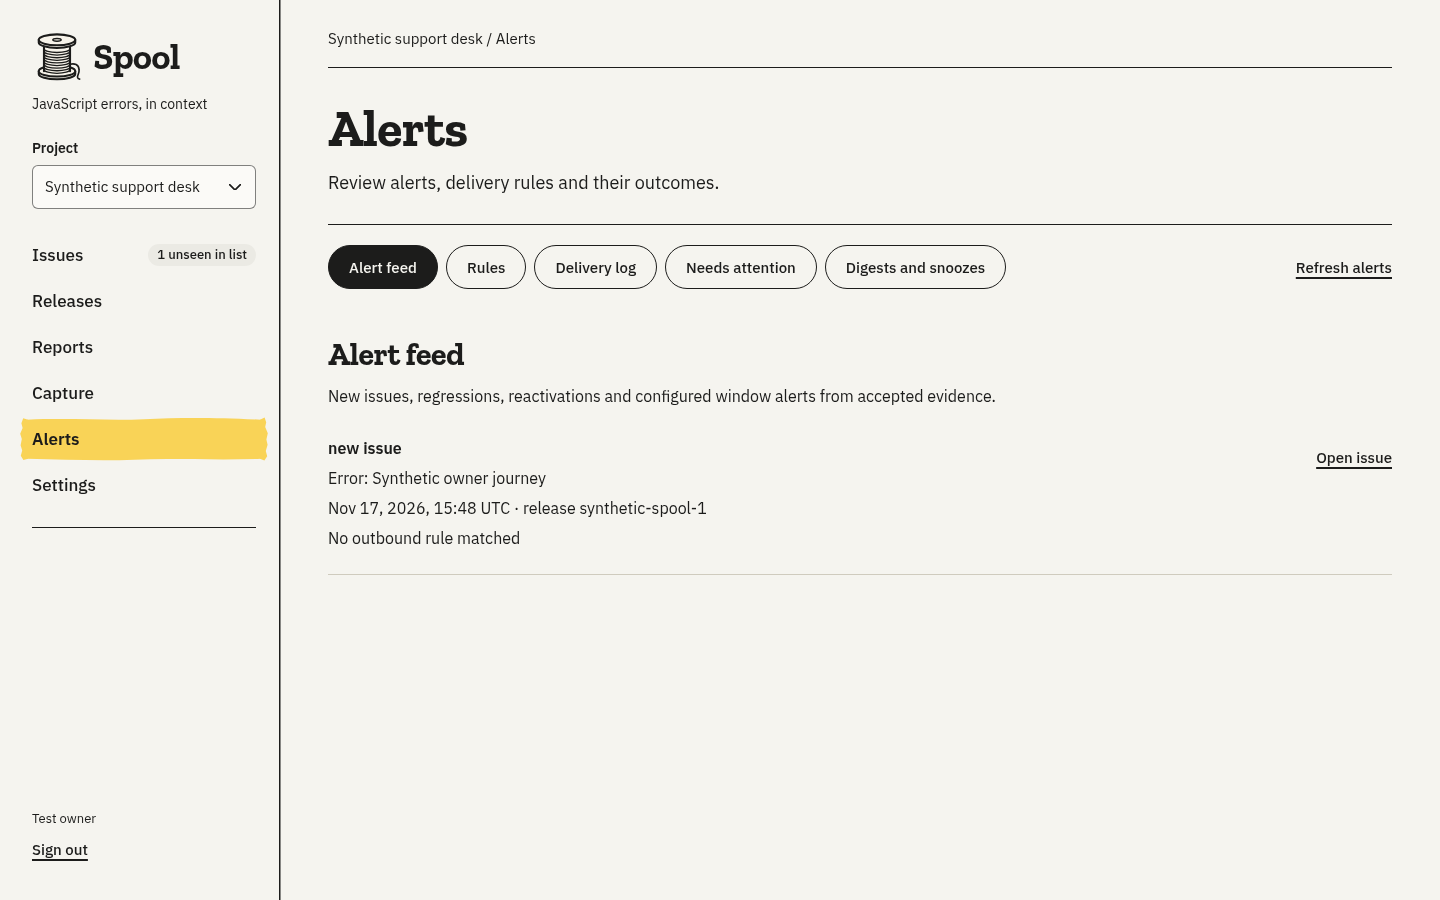 Spool
JavaScript errors, in context
Project
Synthetic support desk
Issues
1 unseen in list
Releases
Reports
Capture
Alerts
Settings
Test owner
Sign out
Synthetic support desk / Alerts
Alerts
Review alerts, delivery rules and their outcomes.
Alert feed
Rules
Delivery log
Needs attention
Digests and snoozes
Refresh alerts
Alert feed
New issues, regressions, reactivations and configured window alerts from accepted evidence.
new issue
Open issue
Error: Synthetic owner journey
Nov 17, 2026, 15:48 UTC · release synthetic-spool-1
No outbound rule matched